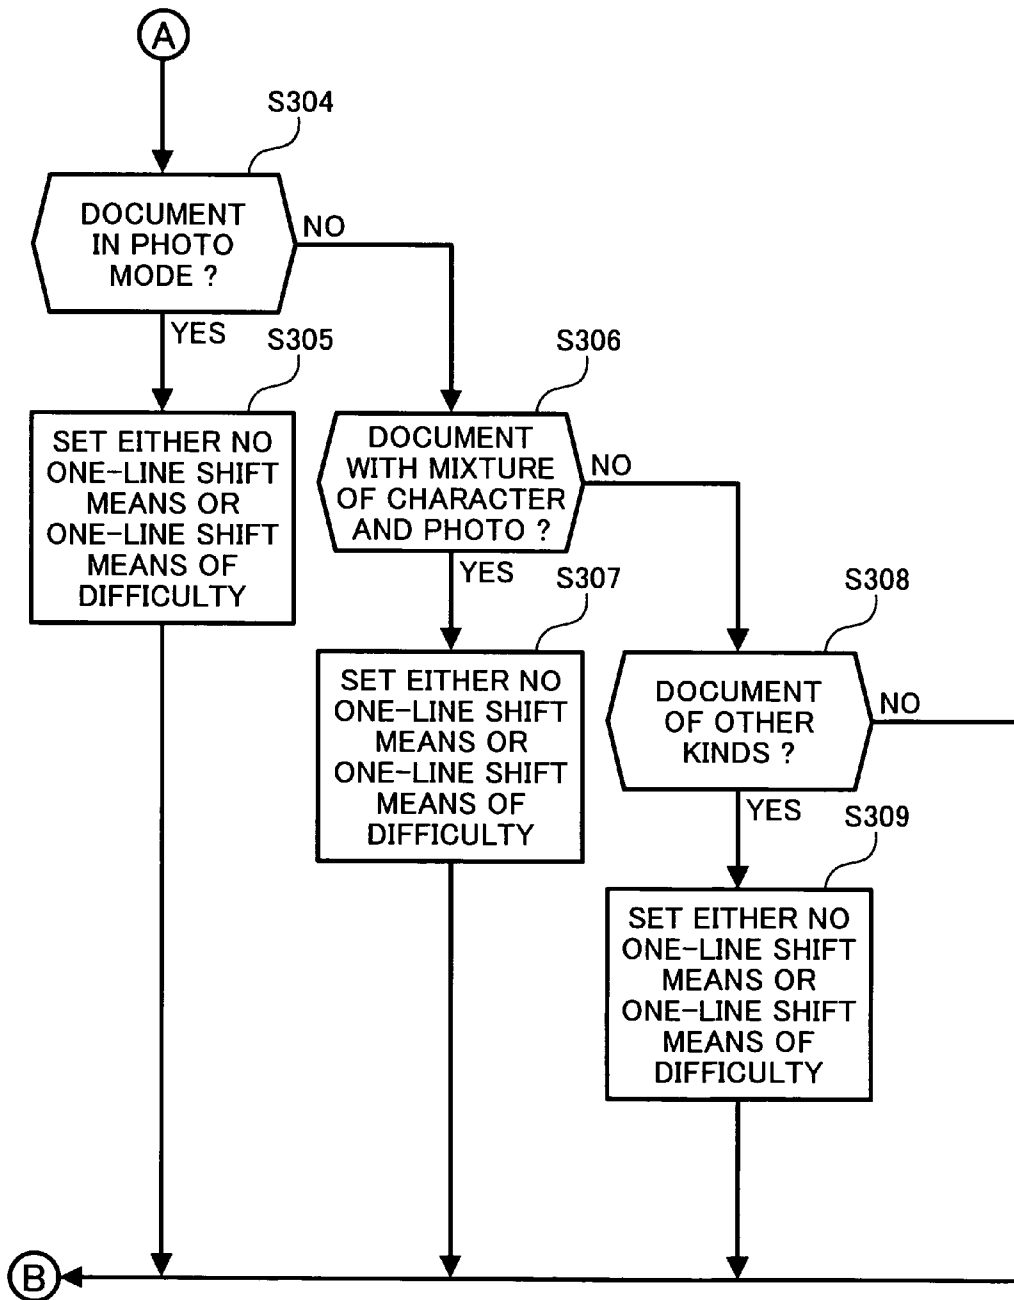 A
S304
DOCUMENT
IN PHOTO
MODE ?
NO
YES
S305
SET EITHER NO
ONE-LINE SHIFT
MEANS OR
ONE-LINE SHIFT
MEANS OF
DIFFICULTY
S306
DOCUMENT
WITH MIXTURE
OF CHARACTER
AND PHOTO ?
NO
YES
S307
SET EITHER NO
ONE-LINE SHIFT
MEANS OR
ONE-LINE SHIFT
MEANS OF
DIFFICULTY
S308
DOCUMENT
OF OTHER
KINDS ?
NO
YES
S309
SET EITHER NO
ONE-LINE SHIFT
MEANS OR
ONE-LINE SHIFT
MEANS OF
DIFFICULTY
B